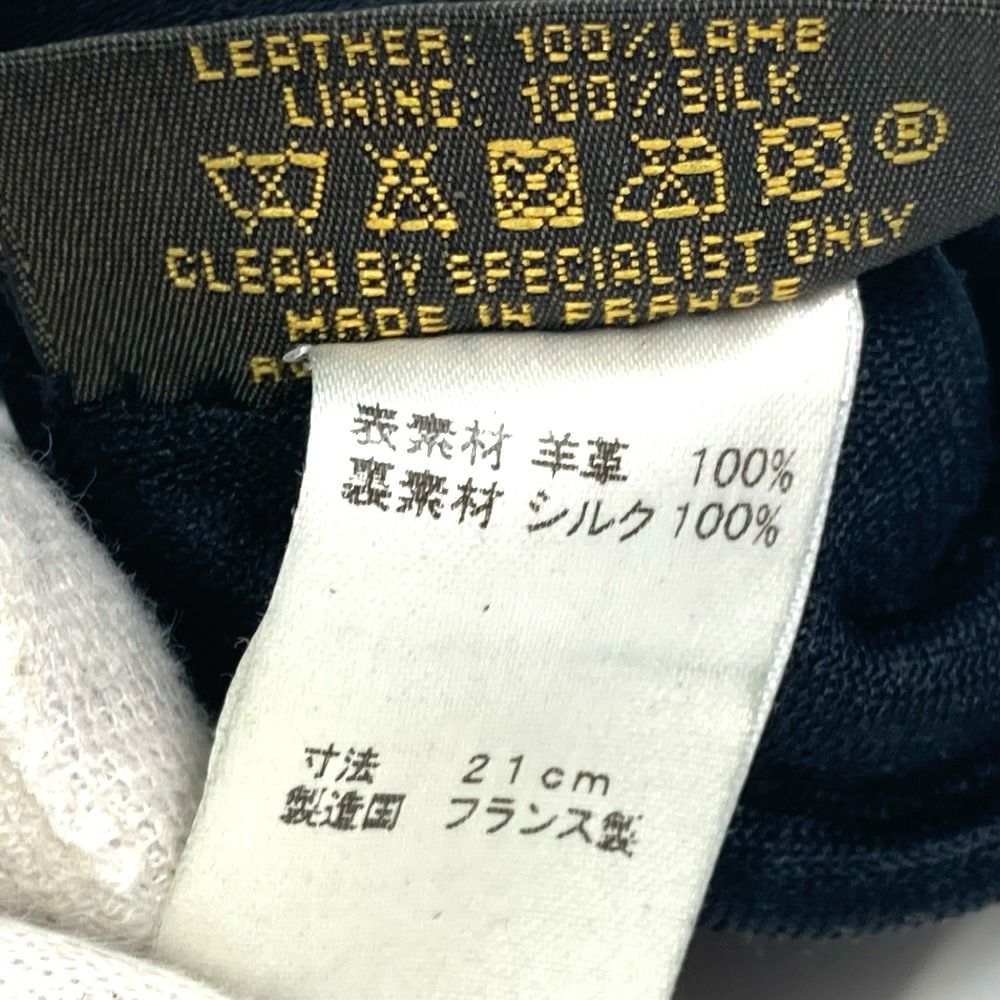 LEATHER: 100% LAMB
LINING: 100% SILK
®
CLEAN BY SPECIALIST ONLY
MADE IN FRANCE
表素材 羊革 100%
裏素材 シルク 100%
寸法 21cm
製造国 フランス製